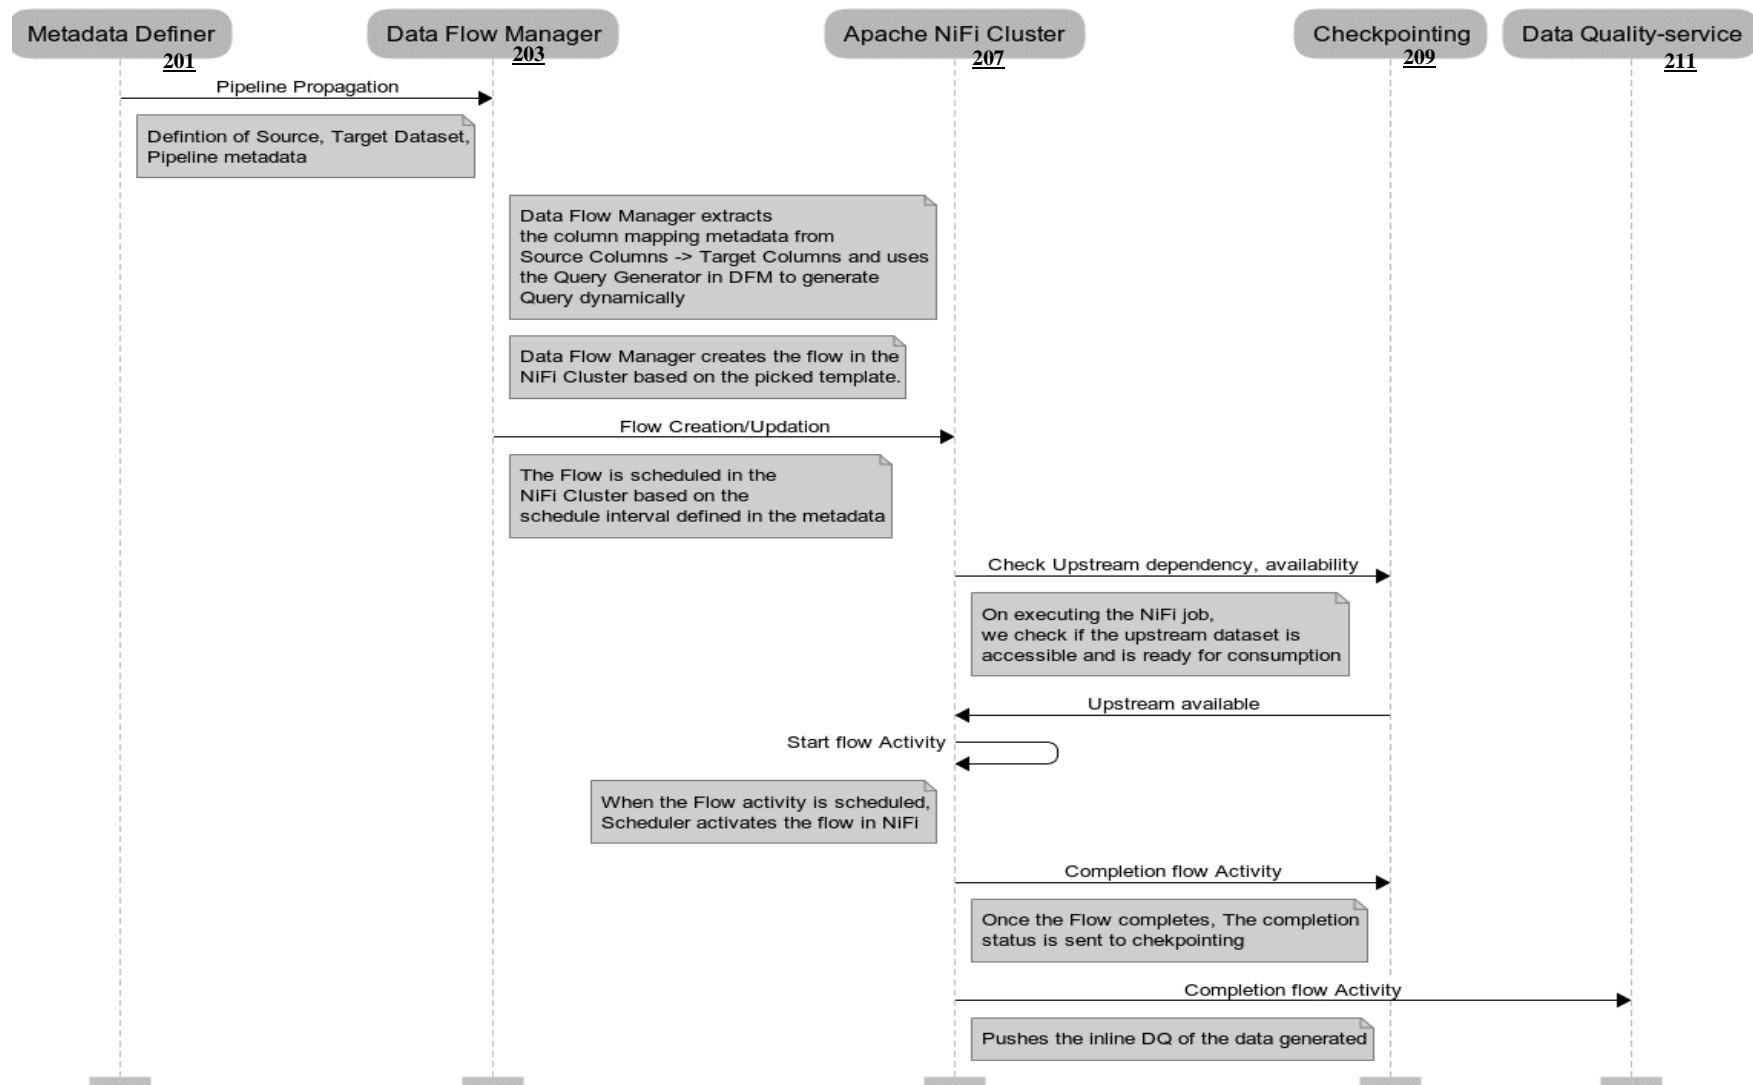 Metadata Definer
201
Data Flow Manager
203
Apache NiFi Cluster
207
Checkpointing
209
Data Quality-service
211
Pipeline Propagation
Defintion of Source, Target Dataset,
Pipeline metadata
Data Flow Manager extracts
the column mapping metadata from
Source Columns -> Target Columns and uses
the Query Generator in DFM to generate
Query dynamically
Data Flow Manager creates the flow in the
NiFi Cluster based on the picked template.
Flow Creation/Updation
The Flow is scheduled in the
NiFi Cluster based on the
schedule interval defined in the metadata
Check Upstream dependency, availability
On executing the NiFi job,
we check if the upstream dataset is
accessible and is ready for consumption
Upstream available
Start flow Activity
When the Flow activity is scheduled,
Scheduler activates the flow in NiFi
Completion flow Activity
Once the Flow completes, The completion
status is sent to chekpointing
Completion flow Activity
Pushes the inline DQ of the data generated